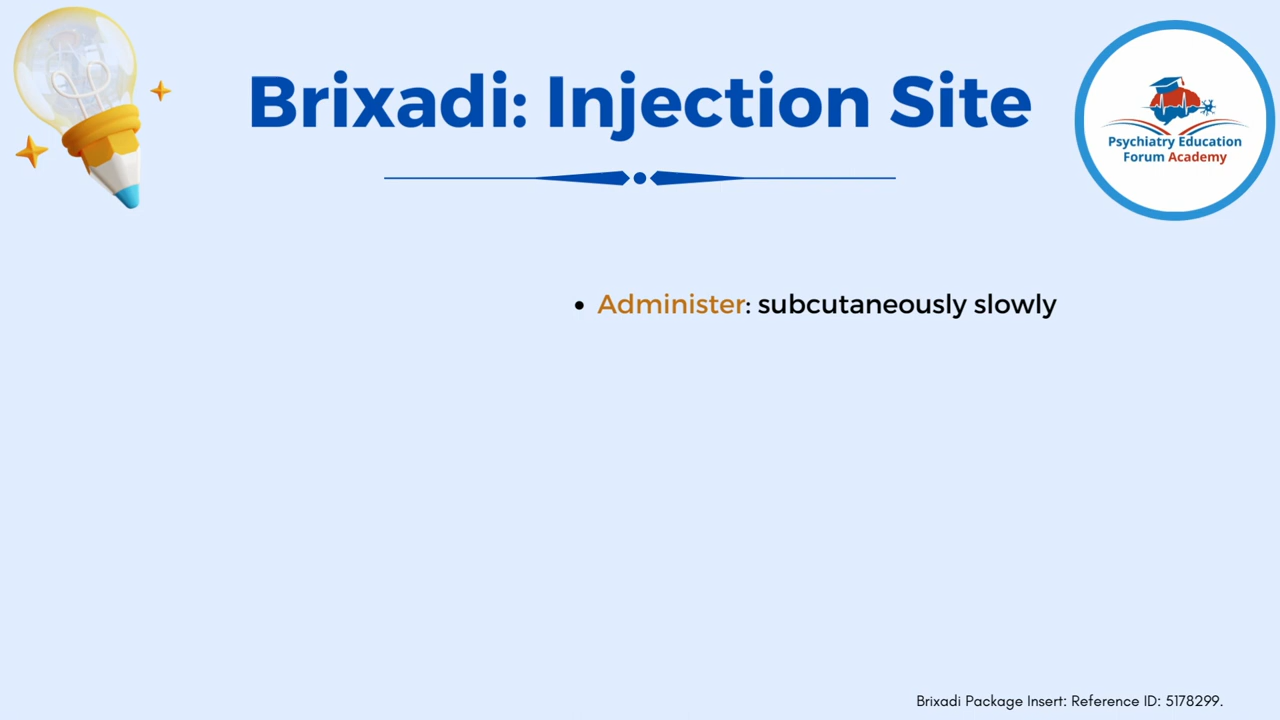 Brixadi: Injection Site
Psychiatry Education
Forum Academy
• Administer: subcutaneously slowly
Brixadi Package Insert: Reference ID: 5178299.